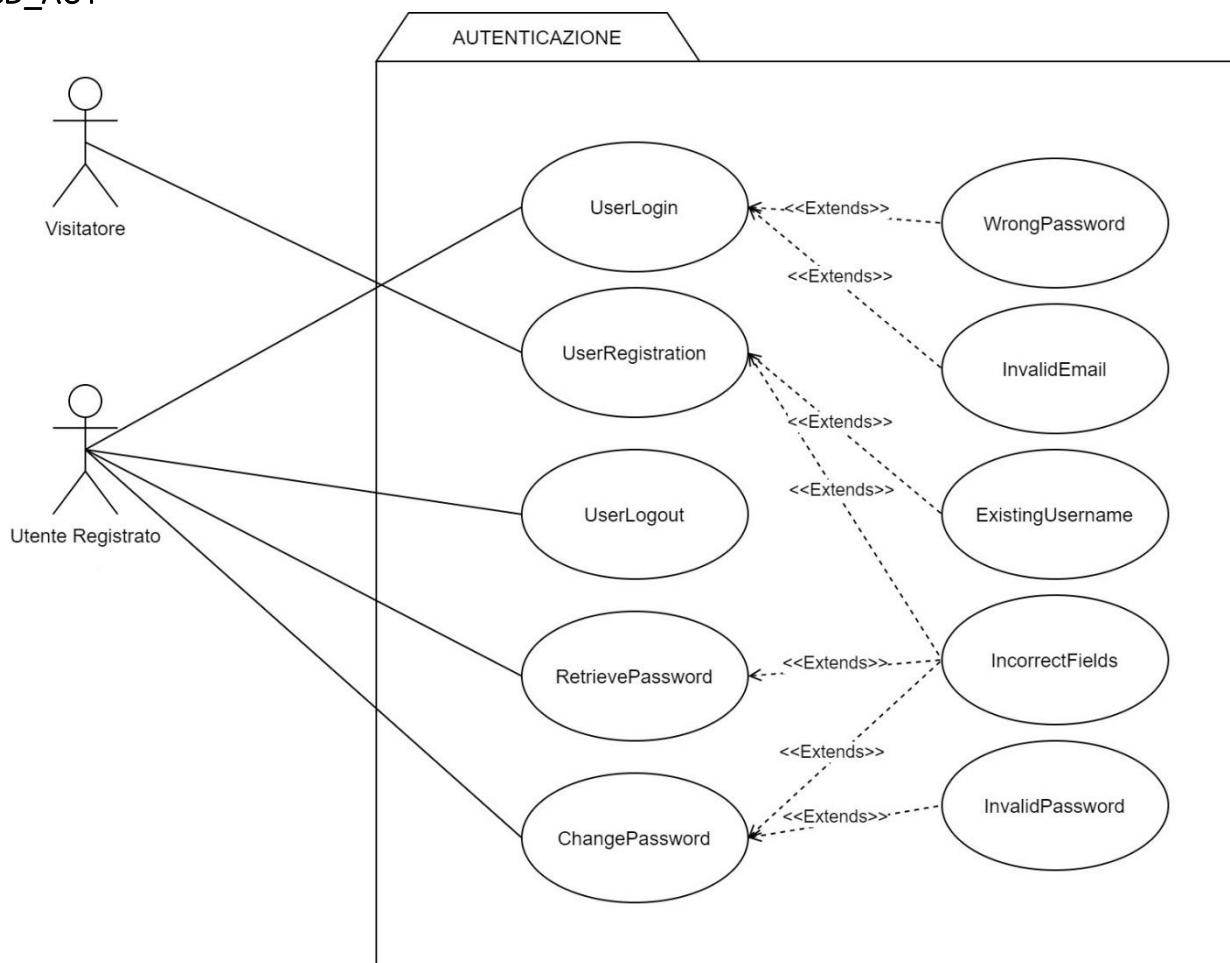 AUTENTICAZIONE
Visitatore
UserLogin
<<Extends>>
WrongPassword
<<Extends>>
UserRegistration
InvalidEmail
<<Extends>>
Utente Registrato
UserLogout
<<Extends>>
ExistingUsername
RetrievePassword
<<Extends>>
IncorrectFields
<<Extends>>
ChangePassword
<<Extends>>
InvalidPassword